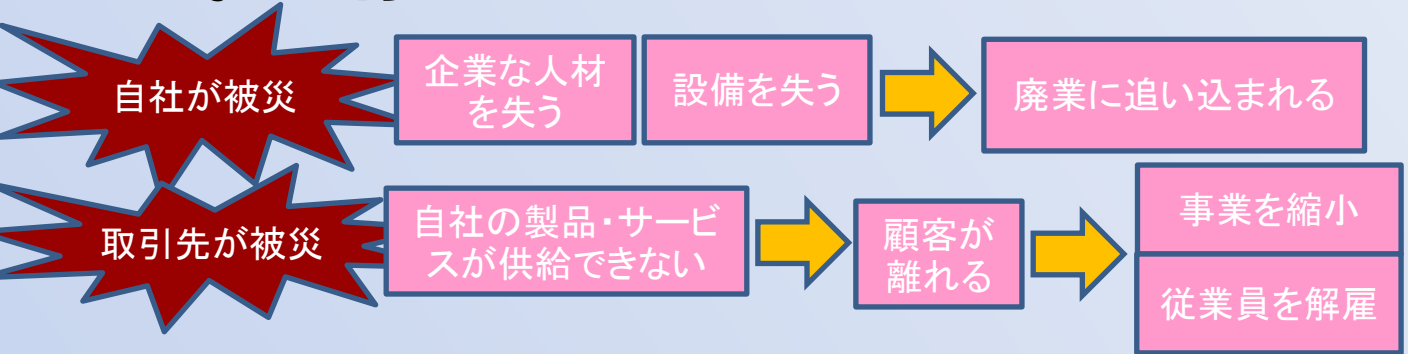 自社が被災
企業な人材
を失う
設備を失う
廃業に追い込まれる
取引先が被災
自社の製品・サービ
スが供給できない
顧客が
離れる
事業を縮小
従業員を解雇